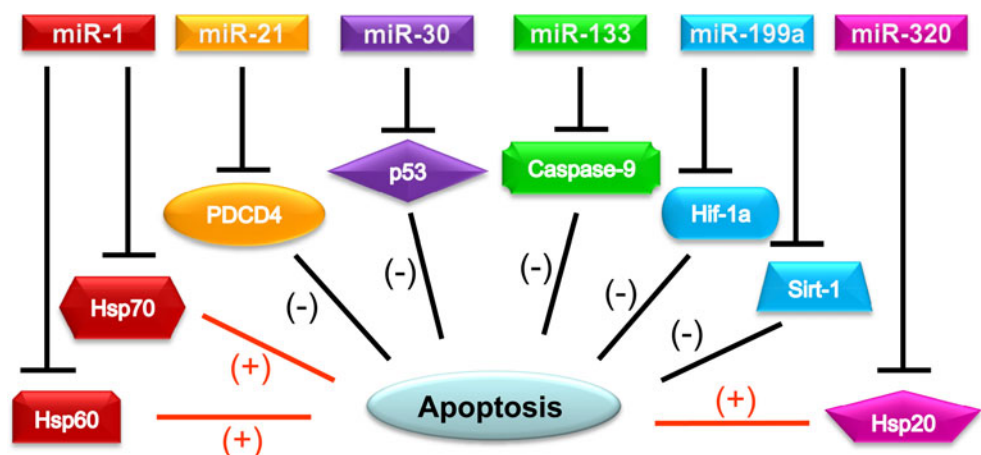 miR-1
miR-21
miR-30
miR-133
miR-199a
miR-320
p53
Caspase-9
PDCD4
Hif-1a
Hsp70
Sirt-1
(-)
(-)
(-)
(-)
(-)
(+)
(+)
(+)
Hsp60
Apoptosis
Hsp20